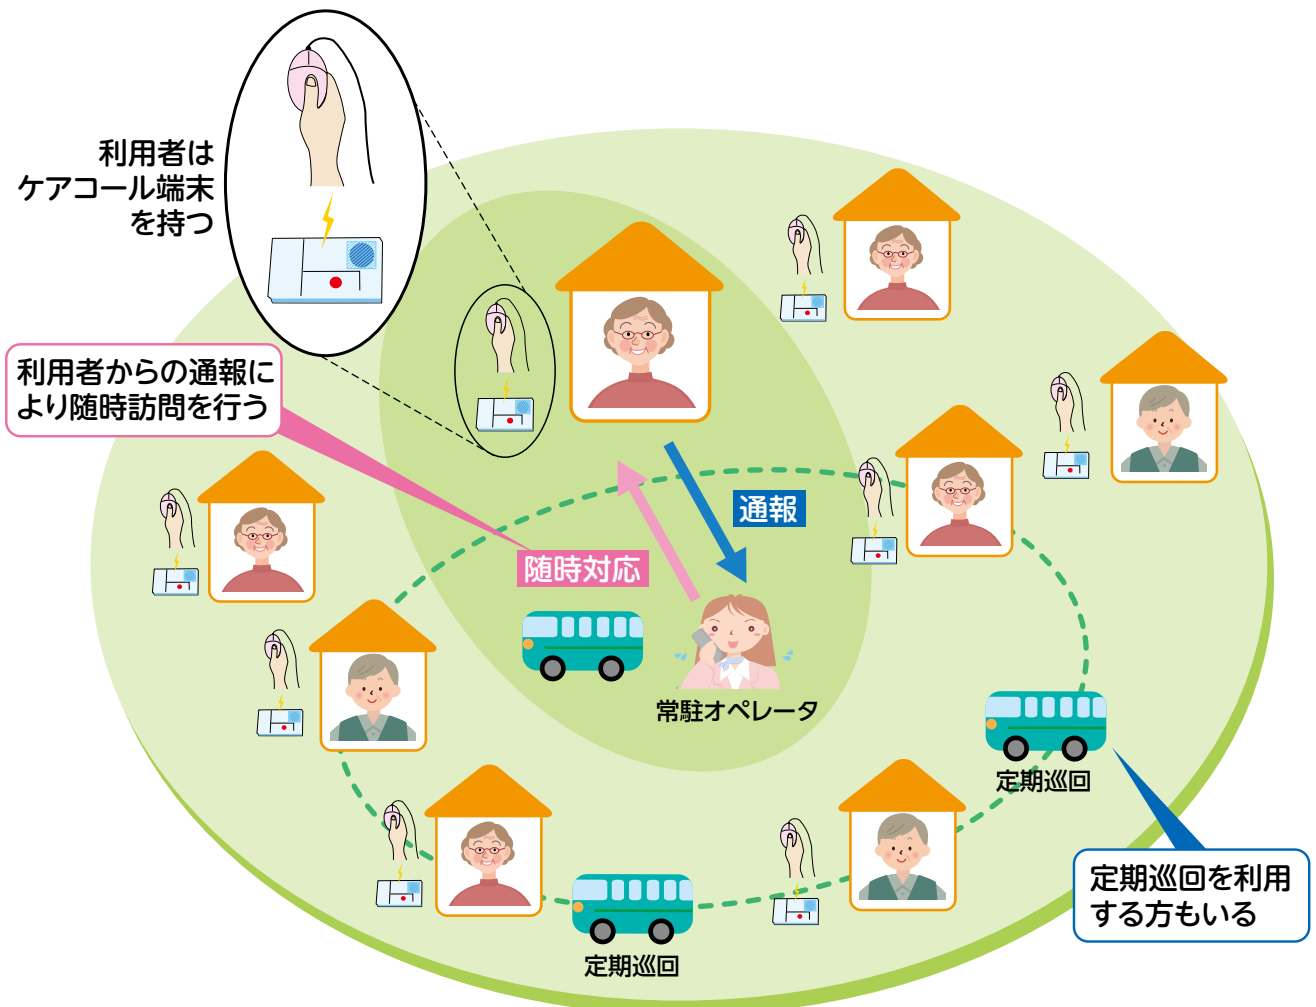 利用者は
ケアコール端末
を持つ
利用者からの通報に
より随時訪問を行う
通報
随時対応
常駐オペレータ
定期巡回
定期巡回を利用
する方もいる
定期巡回